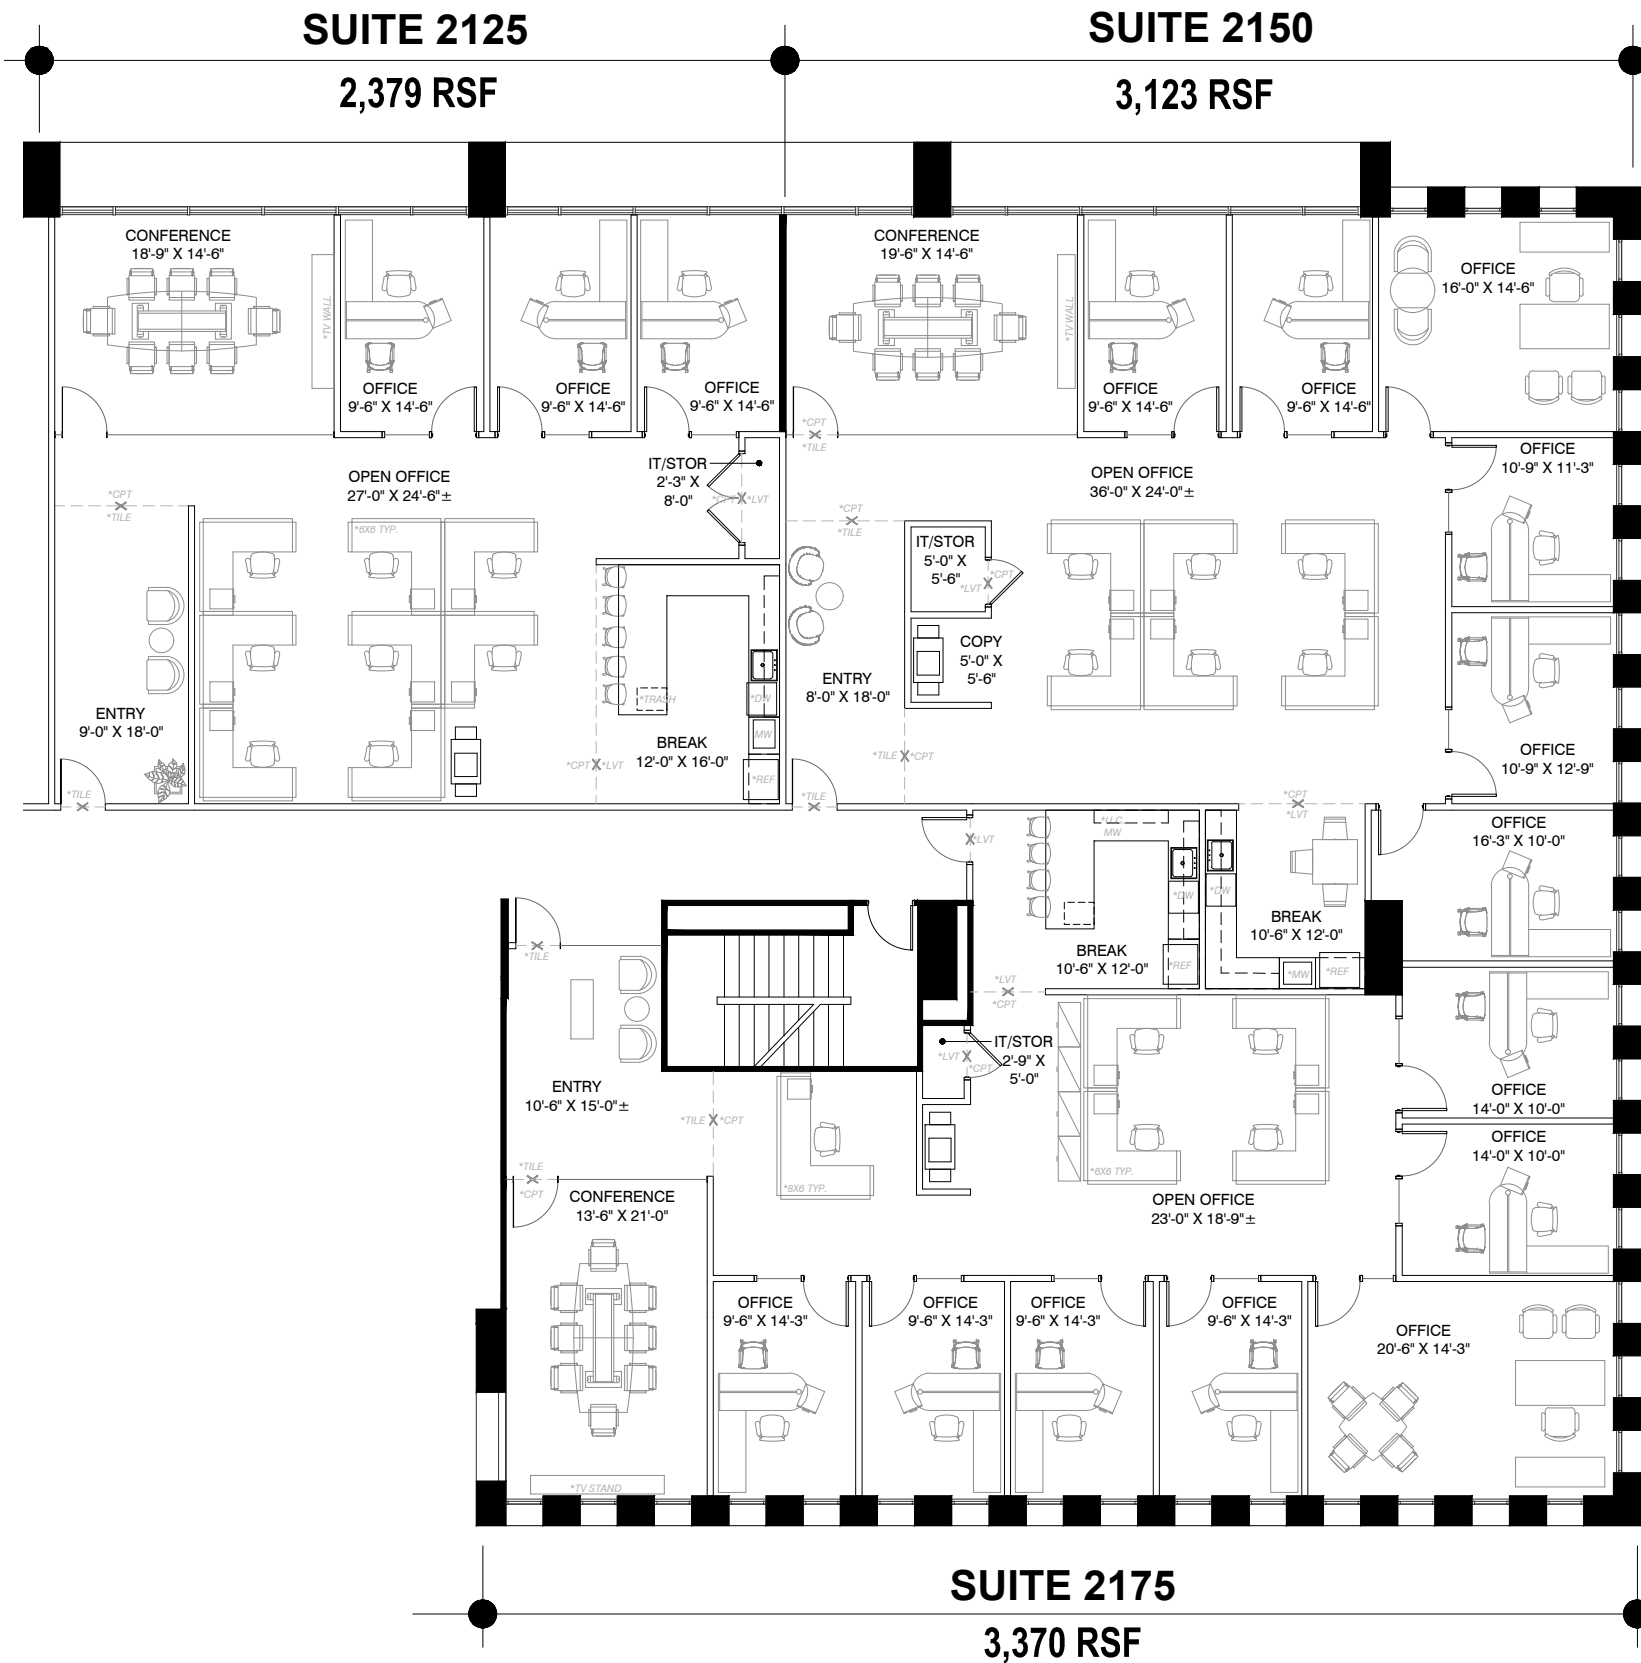 SUITE 2125
2,379 RSF
SUITE 2150
3,123 RSF
CONFERENCE
18'-9" X 14'-6"
*TV WALL
OFFICE
9'-6" X 14'-6"
OFFICE
9'-6" X 14'-6"
OFFICE
9'-6" X 14'-6"
CONFERENCE
19'-6" X 14'-6"
*TV WALL
OFFICE
9'-6" X 14'-6"
OFFICE
9'-6" X 14'-6"
OFFICE
16'-0" X 14'-6"
*CPT
*TILE
OPEN OFFICE
27'-0" X 24'-6"±
*CPT
*TILE
*6X6 TYP.
IT/STOR
2'-3" X
8'-0"
*CPT
*LVT
OPEN OFFICE
36'-0" X 24'-0"±
OFFICE
10'-9" X 11'-3"
*CPT
*TILE
IT/STOR
5'-0" X
5'-6"
*CPT
*LVT
COPY
5'-0" X
5'-6"
ENTRY
9'-0" X 18'-0"
*TILE
*TRASH
*DW
MW
*REF
BREAK
12'-0" X 16'-0"
*CPT
*LVT
ENTRY
8'-0" X 18'-0"
*TILE
*CPT
*TILE
OFFICE
10'-9" X 12'-9"
*CPT
*LVT
OFFICE
16'-3" X 10'-0"
*LVT
*U.C.
MW
*DW
*REF
BREAK
10'-6" X 12'-0"
*DW
*MW
*REF
BREAK
10'-6" X 12'-0"
*TILE
*LVT
*CPT
IT/STOR
2'-9" X
5'-0"
*LVT
*CPT
OFFICE
14'-0" X 10'-0"
ENTRY
10'-6" X 15'-0"±
*TILE
*CPT
OFFICE
14'-0" X 10'-0"
*TILE
*CPT
*8X6 TYP.
*6X6 TYP.
CONFERENCE
13'-6" X 21'-0"
OPEN OFFICE
23'-0" X 18'-9"±
OFFICE
9'-6" X 14'-3"
OFFICE
9'-6" X 14'-3"
OFFICE
9'-6" X 14'-3"
OFFICE
9'-6" X 14'-3"
OFFICE
20'-6" X 14'-3"
*TV STAND
SUITE 2175
3,370 RSF